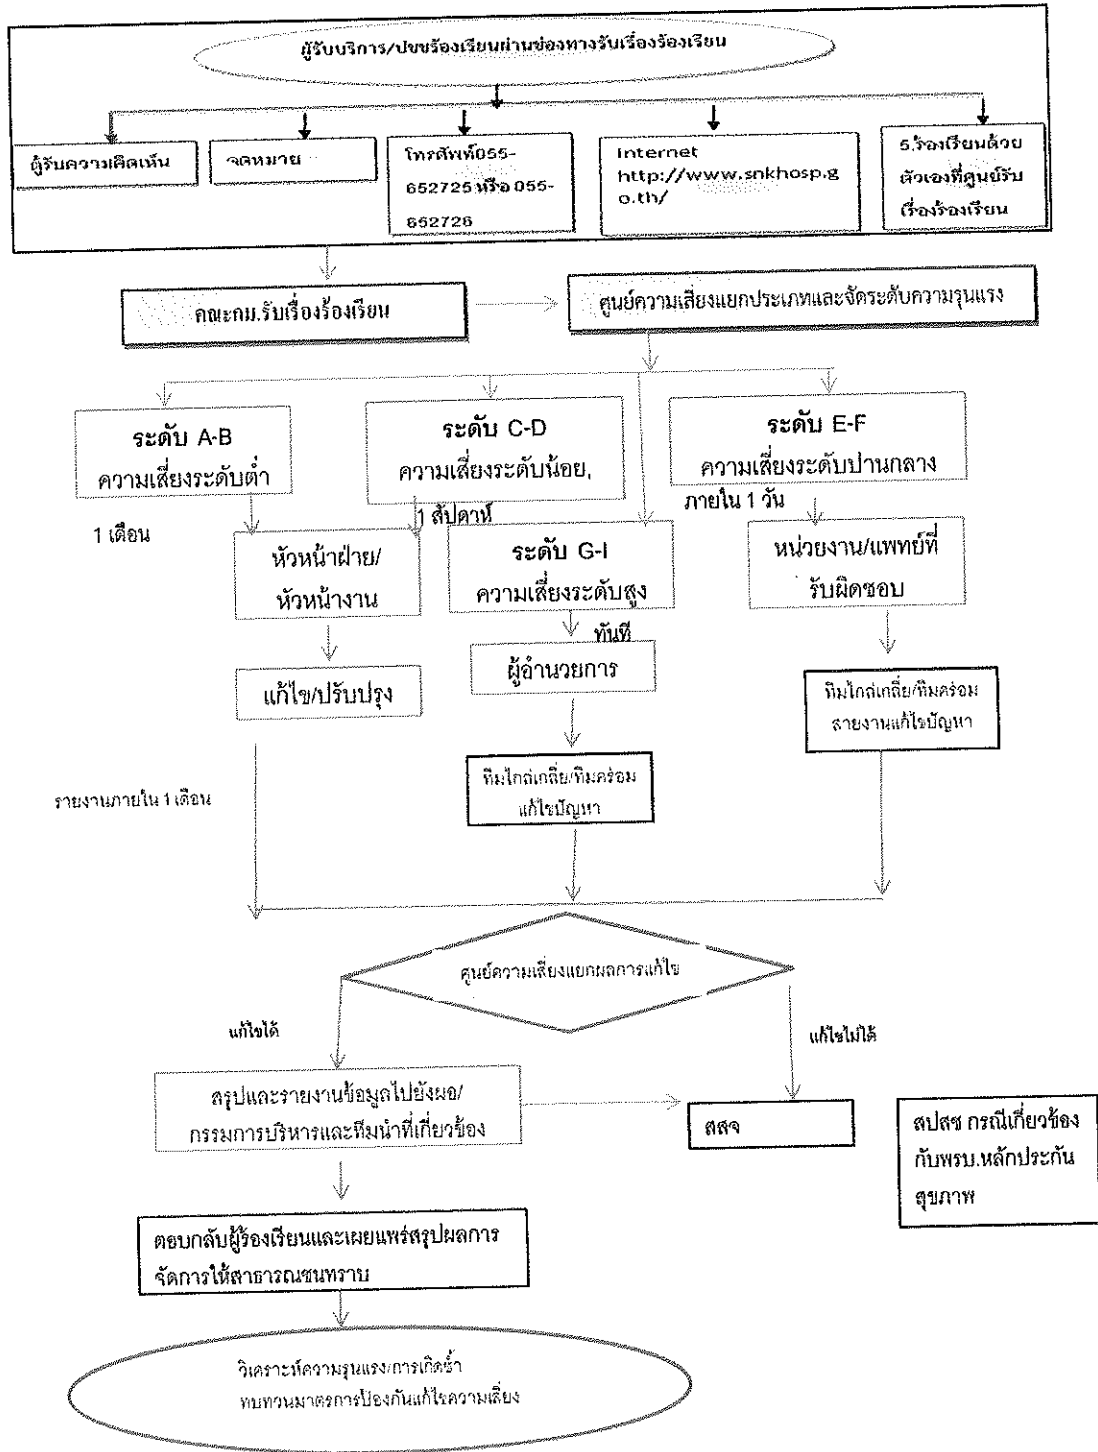 ผู้รับบริการ/ปชชร้องเรียนผ่านช่องทางรับเรื่องร้องเรียน
ตู้รับความคิดเห็น
จดหมาย
โทรศัพท์055-
652725 หรือ 055-
652728
Internet
http://www.snkhosp.g
o.th/
5.ร้องเรียนด้วย
ตัวเองที่ศูนย์รับ
เรื่องร้องเรียน
คณะกม.รับเรื่องร้องเรียน
ศูนย์ความเสี่ยงแยกประเภทและจัดระดับความรุนแรง
ระดับ A-B
ความเสี่ยงระดับต่ำ
ระดับ C-D
ความเสี่ยงระดับน้อย,
ระดับ E-F
ความเสี่ยงระดับปานกลาง
1 เดือน
1 สัปดาห์
ภายใน 1 วัน
หัวหน้าฝ่าย/
หัวหน้างาน
ระดับ G-I
ความเสี่ยงระดับสูง
หน่วยงาน/แพทย์ที่
รับผิดชอบ
ทันที
แก้ไข/ปรับปรุง
ผู้อำนวยการ
ทีมไกล่เกลี่ย/ทีมคร่อม
สายงานแก้ไขปัญหา
ทีมไกล่เกลี่ย/ทีมคร่อม
แก้ไขปัญหา
รายงานภายใน 1 เดือน
ศูนย์ความเสี่ยงแยกผลการแก้ไข
แก้ไขได้
แก้ไขไม่ได้
สรุปและรายงานข้อมูลไปยังผอ/
กรรมการบริหารและทีมนำที่เกี่ยวข้อง
สสจ
สปสช กรณีเกี่ยวข้อง
กับพรบ.หลักประกัน
สุขภาพ
ตอบกลับผู้ร้องเรียนและเผยแพร่สรุปผลการ
จัดการให้สาธารณชนทราบ
วิเคราะห์ความรุนแรง/การเกิดซ้ำ
ทบทวนมาตรการป้องกันแก้ไขความเสี่ยง